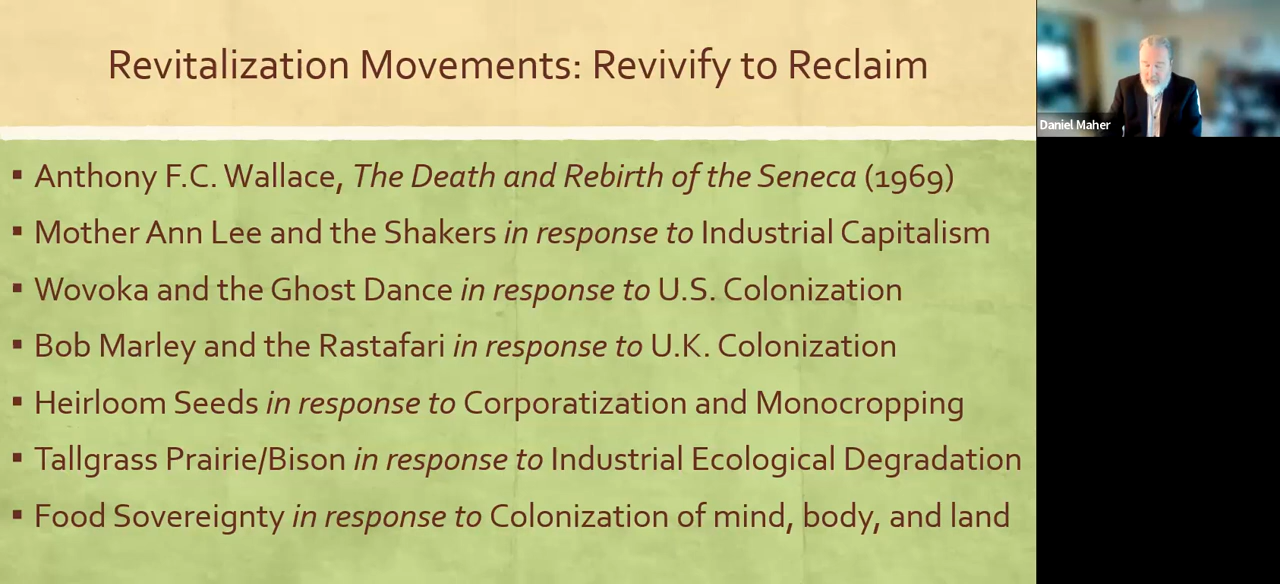 Revitalization Movements: Revivify to Reclaim
▪ Anthony F.C. Wallace, The Death and Rebirth of the Seneca (1969)
▪ Mother Ann Lee and the Shakers in response to Industrial Capitalism
▪ Wovoka and the Ghost Dance in response to U.S. Colonization
▪ Bob Marley and the Rastafari in response to U.K. Colonization
▪ Heirloom Seeds in response to Corporatization and Monocropping
▪ Tallgrass Prairie/Bison in response to Industrial Ecological Degradation
▪ Food Sovereignty in response to Colonization of mind, body, and land
Daniel Maher